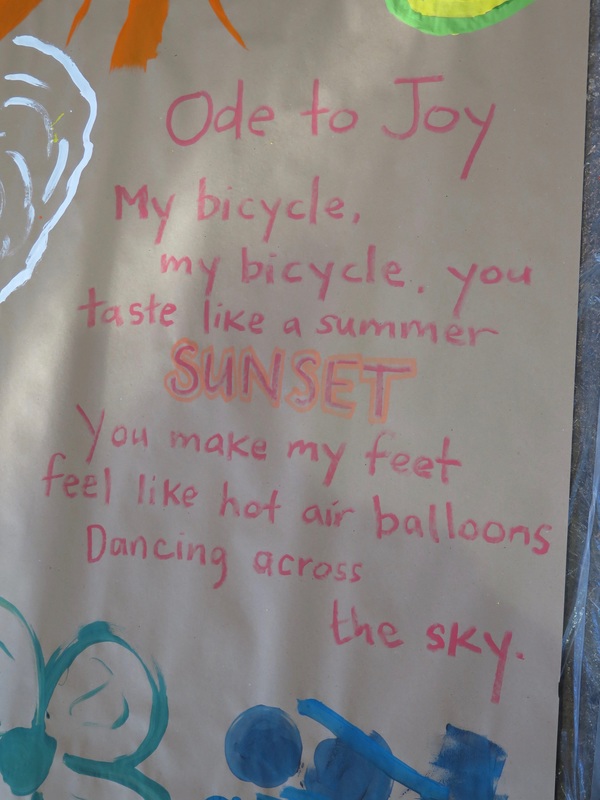 Ode to Joy
My bicycle,
my bicycle, you
taste like a summer
SUNSET
You make my feet
feel like hot air balloons
Dancing across
the sky.